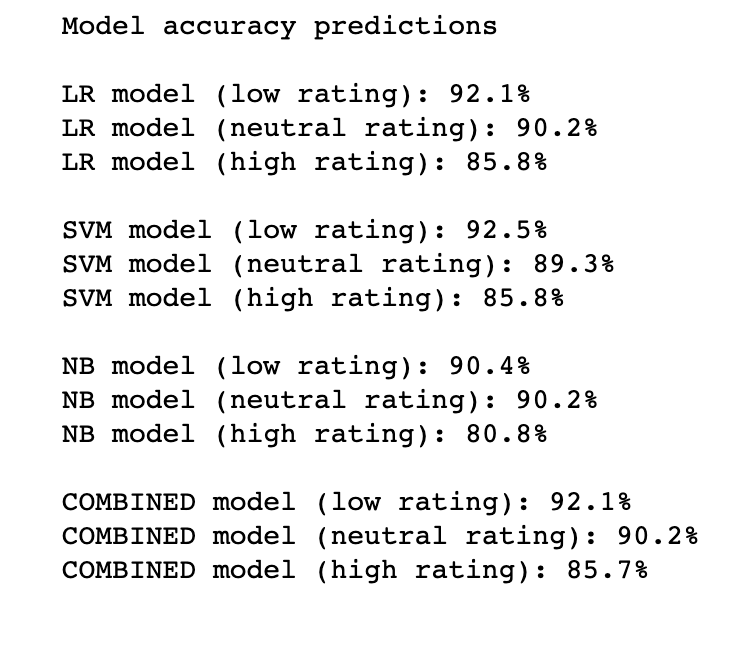 Model accuracy predictions
LR model (low rating): 92.1%
LR model (neutral rating): 90.2%
LR model (high rating): 85.8%
SVM model (low rating): 92.5%
SVM model (neutral rating): 89.3%
SVM model (high rating): 85.8%
NB model (low rating): 90.4%
NB model (neutral rating): 90.2%
NB model (high rating): 80.8%
COMBINED model (low rating): 92.1%
COMBINED model (neutral rating): 90.2%
COMBINED model (high rating): 85.7%